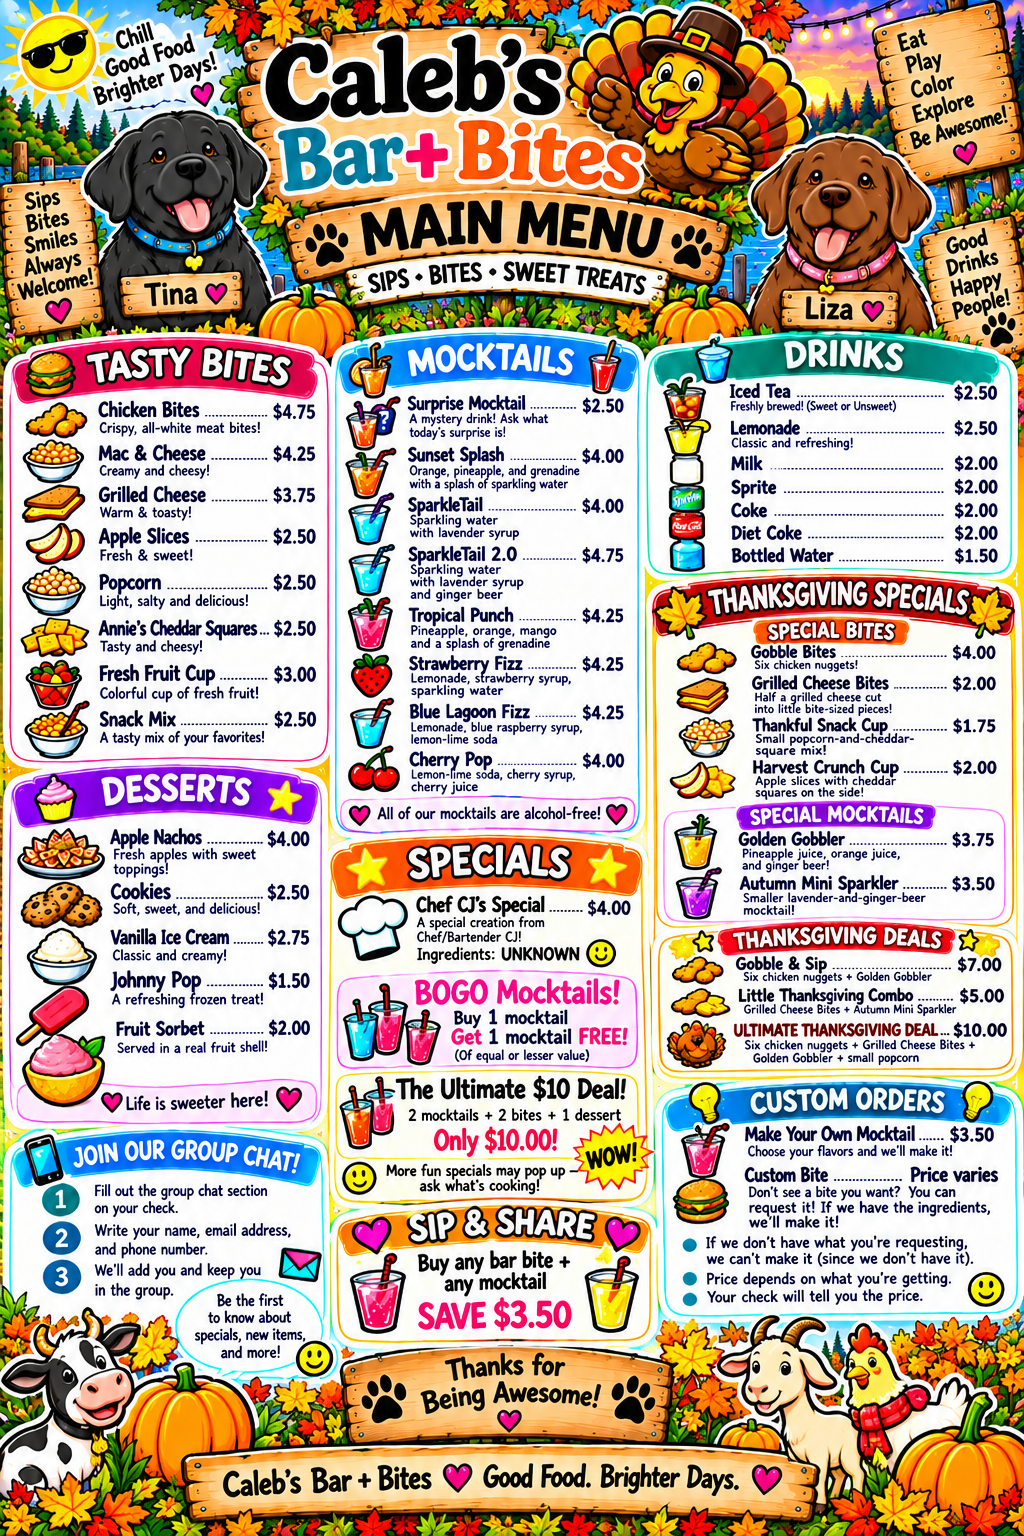 Chill
Good Food
Brighter Days!
Caleb's
Bar + Bites
MAIN MENU
SIPS • BITES • SWEET TREATS
Eat
Play
Color
Explore
Be Awesome!
Sips
Bites
Smiles
Always
Welcome!
Tina
Liza
Good
Drinks
Happy
People!
TASTY BITES
Chicken Bites ............ $4.75
Crispy, all-white meat bites!
Mac & Cheese ............ $4.25
Creamy and cheesy!
Grilled Cheese ............ $3.75
Warm & toasty!
Apple Slices ............ $2.50
Fresh & sweet!
Popcorn ............ $2.50
Light, salty and delicious!
Annie's Cheddar Squares... $2.50
Tasty and cheesy!
Fresh Fruit Cup ............ $3.00
Colorful cup of fresh fruit!
Snack Mix ............ $2.50
A tasty mix of your favorites!
DESSERTS
Apple Nachos ............ $4.00
Fresh apples with sweet
toppings!
Cookies ............ $2.50
Soft, sweet, and delicious!
Vanilla Ice Cream ....... $2.75
Classic and creamy!
Johnny Pop ............ $1.50
A refreshing frozen treat!
Fruit Sorbet ............ $2.00
Served in a real fruit shell!
Life is sweeter here!
JOIN OUR GROUP CHAT!
1 Fill out the group chat section
on your check.
2 Write your name, email address,
and phone number.
3 We'll add you and keep you
in the group.
Be the first
to know about
specials, new items,
and more!
MOCKTAILS
Surprise Mocktail ............ $2.50
A mystery drink! Ask what
today's surprise is!
?
Sunset Splash ............ $4.00
Orange, pineapple, and grenadine
with a splash of sparkling water
SparkleTail ............ $4.00
Sparkling water
with lavender syrup
SparkleTail 2.0 ............ $4.75
Sparkling water
with lavender syrup
and ginger beer
Tropical Punch ............ $4.25
Pineapple, orange, mango
and a splash of grenadine
Strawberry Fizz ............ $4.25
Lemonade, strawberry syrup,
sparkling water
Blue Lagoon Fizz ............ $4.25
Lemonade, blue raspberry syrup,
lemon-lime soda
Cherry Pop ............ $4.00
Lemon-lime soda, cherry syrup,
cherry juice
All of our mocktails are alcohol-free!
SPECIALS
Chef CJ's Special ......... $4.00
A special creation from
Chef/Bartender CJ!
Ingredients: UNKNOWN
BOGO Mocktails!
Buy 1 mocktail
Get 1 mocktail FREE!
(Of equal or lesser value)
The Ultimate $10 Deal!
2 mocktails + 2 bites + 1 dessert
Only $10.00!
WOW!
More fun specials may pop up –
ask what's cooking!
SIP & SHARE
Buy any bar bite +
any mocktail
SAVE $3.50
DRINKS
Iced Tea ............ $2.50
Freshly brewed! (Sweet or Unsweet)
Lemonade ............ $2.50
Classic and refreshing!
Milk ............ $2.00
Sprite ............ $2.00
Coke ............ $2.00
Diet Coke ............ $2.00
Bottled Water ............ $1.50
THANKSGIVING SPECIALS
SPECIAL BITES
Gobble Bites ............ $4.00
Six chicken nuggets!
Grilled Cheese Bites ............ $2.00
Half a grilled cheese cut
into little bite-sized pieces!
Thankful Snack Cup ............ $1.75
Small popcorn-and-cheddar-
square mix!
Harvest Crunch Cup ............ $2.00
Apple slices with cheddar
squares on the side!
SPECIAL MOCKTAILS
Golden Gobbler ............ $3.75
Pineapple juice, orange juice,
and ginger beer!
Autumn Mini Sparkler ............ $3.50
Smaller lavender-and-ginger-beer
mocktail!
THANKSGIVING DEALS
Gobble & Sip ............ $7.00
Six chicken nuggets + Golden Gobbler
Little Thanksgiving Combo ........ $5.00
Grilled Cheese Bites + Autumn Mini Sparkler
ULTIMATE THANKSGIVING DEAL ... $10.00
Six chicken nuggets + Grilled Cheese Bites +
Golden Gobbler + small popcorn
CUSTOM ORDERS
Make Your Own Mocktail ...... $3.50
Choose your flavors and we'll make it!
Custom Bite ............ Price varies
Don't see a bite you want? You can
request it! If we have the ingredients,
we'll make it!
If we don't have what you're requesting,
we can't make it (since we don't have it).
Price depends on what you're getting.
Your check will tell you the price.
Thanks for
Being Awesome!
Caleb's Bar + Bites Good Food. Brighter Days.